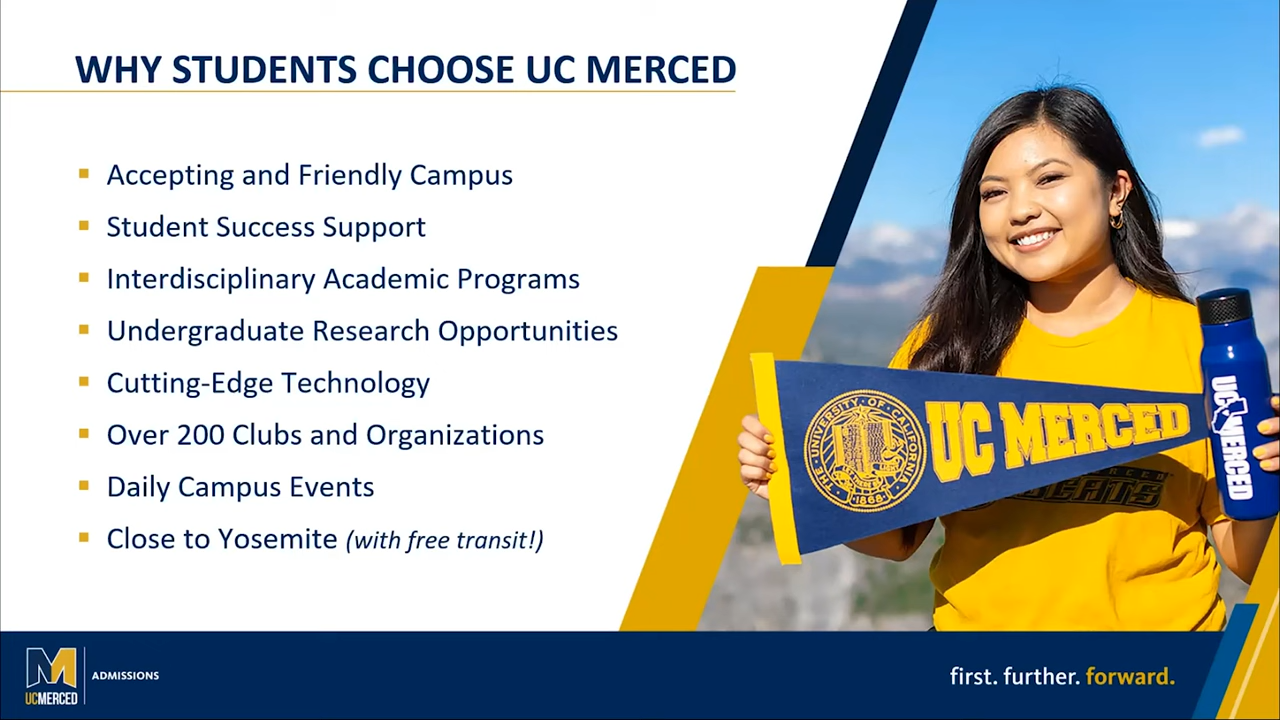 WHY STUDENTS CHOOSE UC MERCED
Accepting and Friendly Campus
Student Success Support
Interdisciplinary Academic Programs
Undergraduate Research Opportunities
Cutting-Edge Technology
Over 200 Clubs and Organizations
Daily Campus Events
Close to Yosemite (with free transit!)
THE UNIVERSITY OF CALIFORNIA
1868
UC MERCED
UC MERCED
M
UCMERCED
ADMISSIONS
first. further. forward.